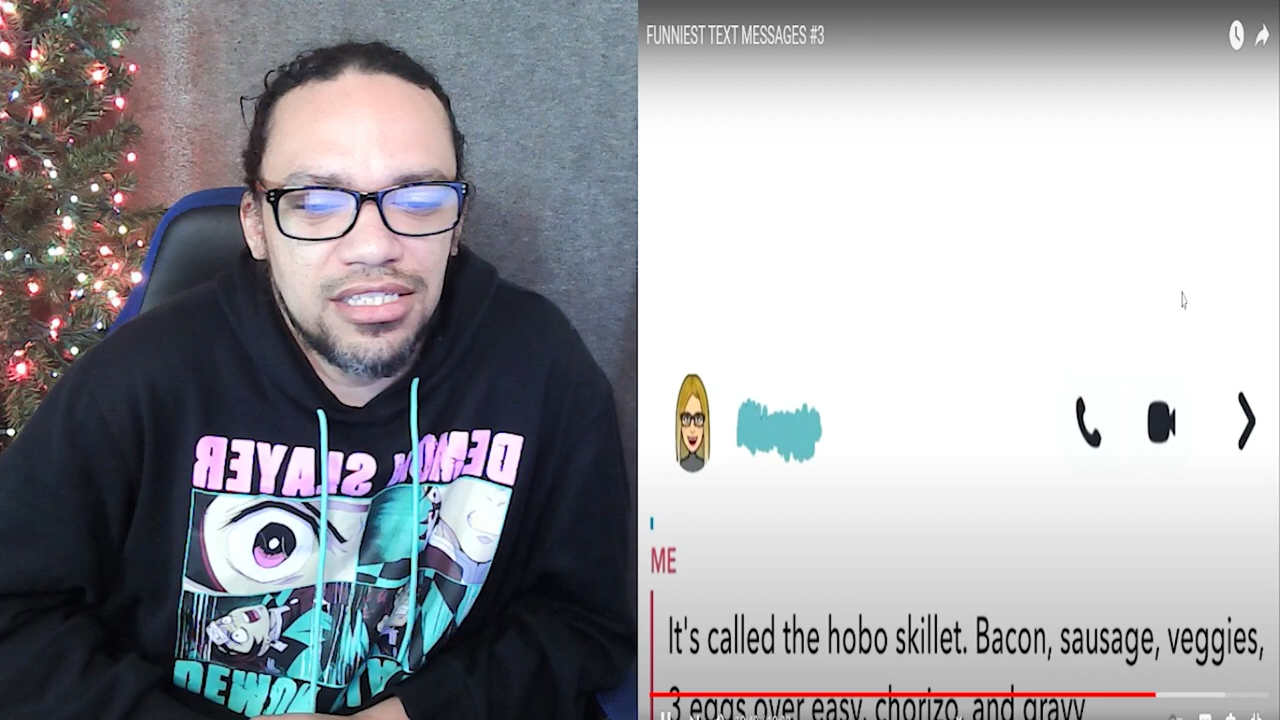 FUNNIEST TEXT MESSAGES #3
ME
It's called the hobo skillet. Bacon, sausage, veggies,
3 eggs over easy, chorizo, and gravy
DEMON SLAYER